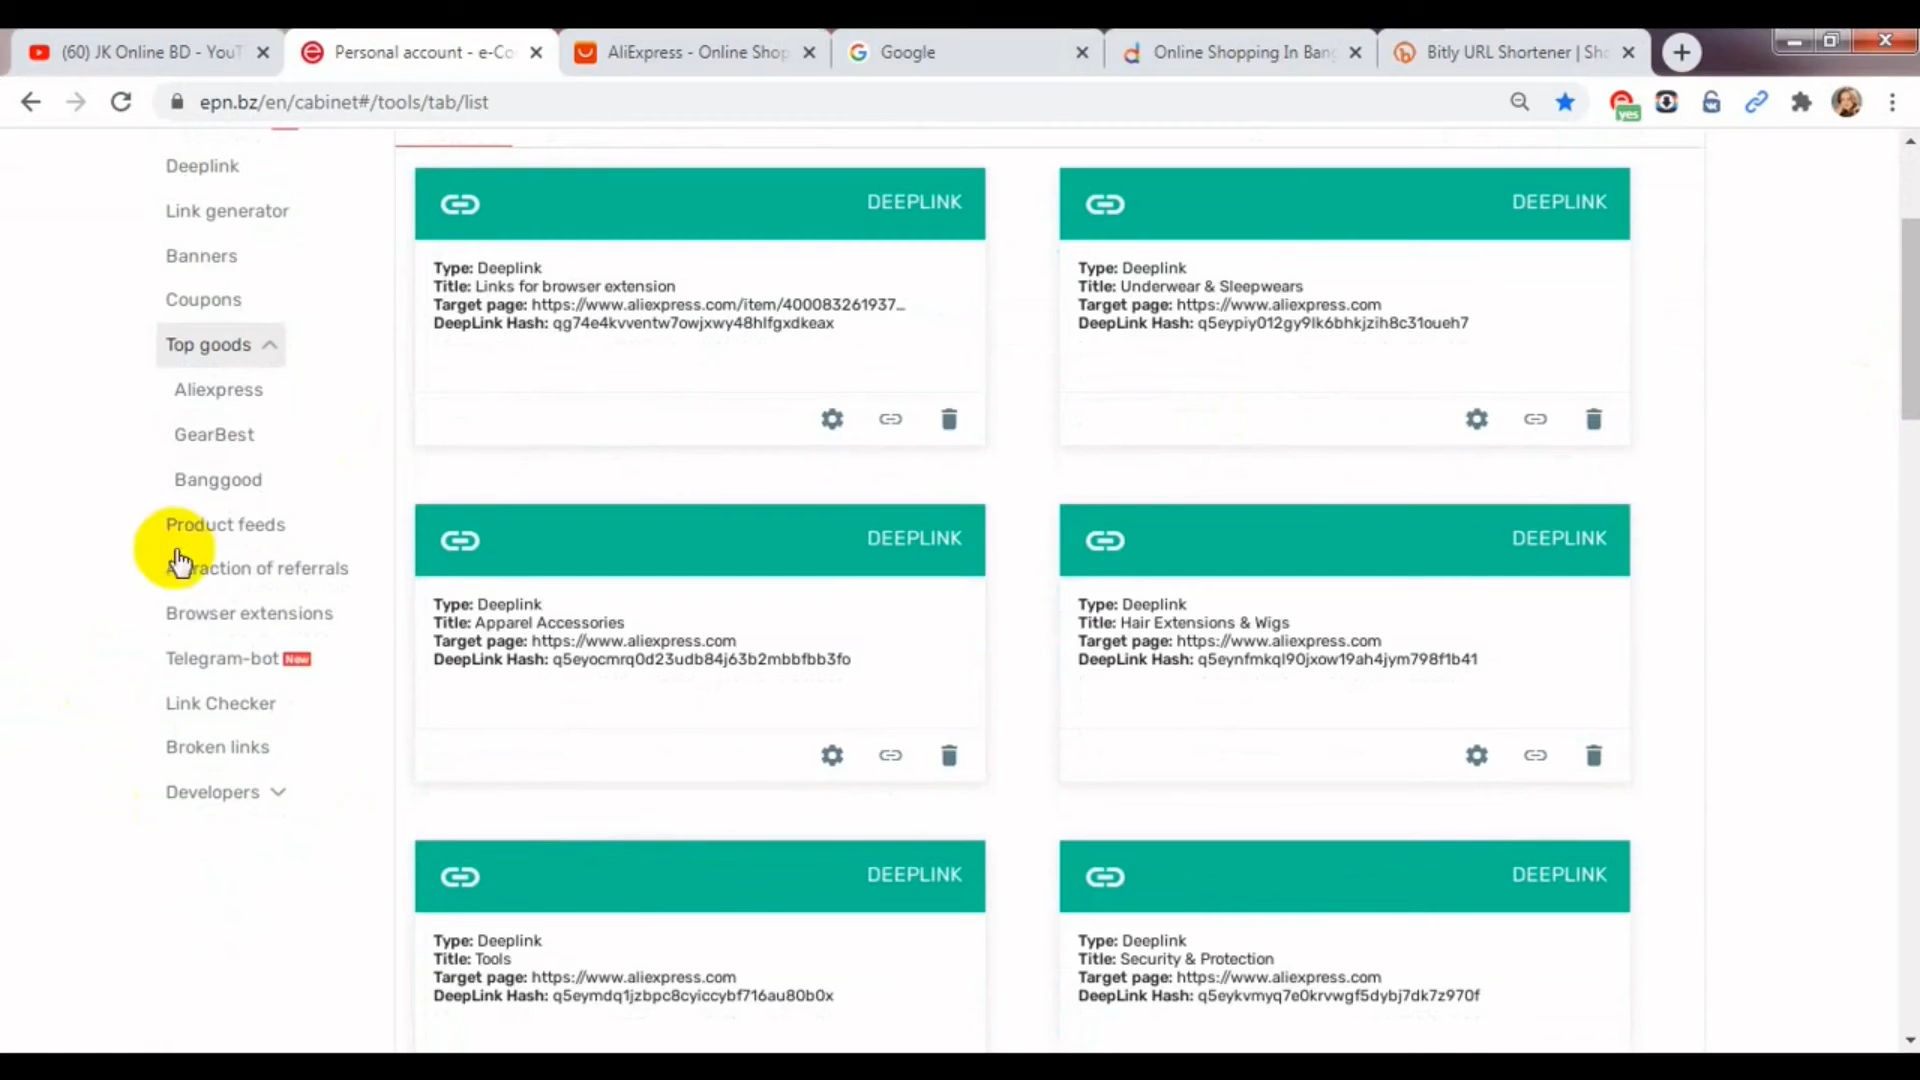 (60) JK Online BD - YouT
Personal account - e-Co
AliExpress - Online Shop
Google
Online Shopping In Bang
Bitly URL Shortener | Sho
epn.bz/en/cabinet#/tools/tab/list
yes
Deeplink
Link generator
Banners
Coupons
Top goods
Aliexpress
GearBest
Banggood
Product feeds
Attraction of referrals
Browser extensions
Telegram-bot New
Link Checker
Broken links
Developers
DEEPLINK
Type: Deeplink
Title: Links for browser extension
Target page: https://www.aliexpress.com/item/400083261937...
DeepLink Hash: qg74e4kvventw7owjxwy48hlfgxdkeax
DEEPLINK
Type: Deeplink
Title: Underwear & Sleepwears
Target page: https://www.aliexpress.com
DeepLink Hash: q5eypiy012gy9lk6bhkjzih8c31oueh7
DEEPLINK
Type: Deeplink
Title: Apparel Accessories
Target page: https://www.aliexpress.com
DeepLink Hash: q5eyocmrq0d23udb84j63b2mbbfbb3fo
DEEPLINK
Type: Deeplink
Title: Hair Extensions & Wigs
Target page: https://www.aliexpress.com
DeepLink Hash: q5eynfmkql90jxow19ah4jym798f1b41
DEEPLINK
Type: Deeplink
Title: Tools
Target page: https://www.aliexpress.com
DeepLink Hash: q5eymdq1jzbpc8cyiccybf716au80b0x
DEEPLINK
Type: Deeplink
Title: Security & Protection
Target page: https://www.aliexpress.com
DeepLink Hash: q5eykvmyq7e0krvwgf5dybj7dk7z970f